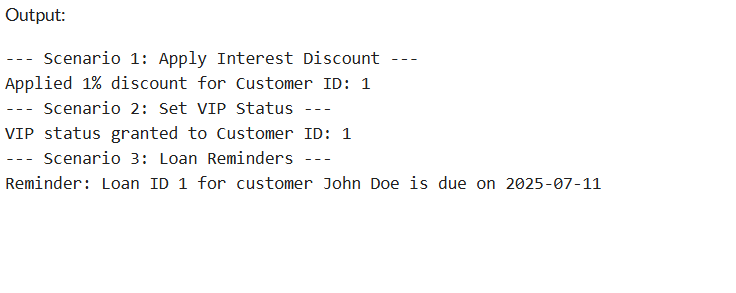 Output:
--- Scenario 1: Apply Interest Discount ---
Applied 1% discount for Customer ID: 1
--- Scenario 2: Set VIP Status ---
VIP status granted to Customer ID: 1
--- Scenario 3: Loan Reminders ---
Reminder: Loan ID 1 for customer John Doe is due on 2025-07-11